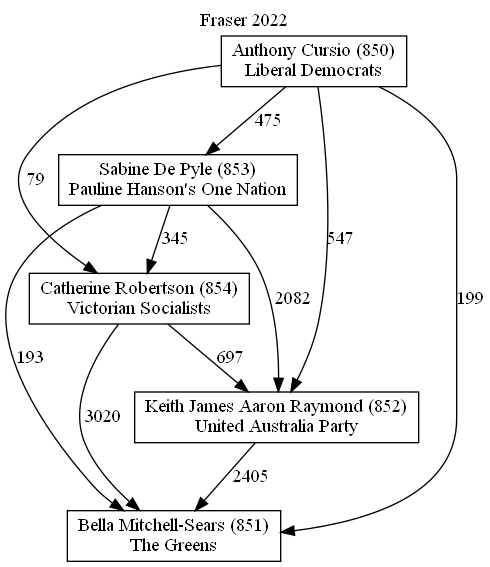 Fraser 2022
Anthony Cursio (850)
Liberal Democrats
475
Sabine De Pyle (853)
Pauline Hanson's One Nation
79
345
547
2082
199
Catherine Robertson (854)
Victorian Socialists
193
697
3020
Keith James Aaron Raymond (852)
United Australia Party
2405
Bella Mitchell-Sears (851)
The Greens